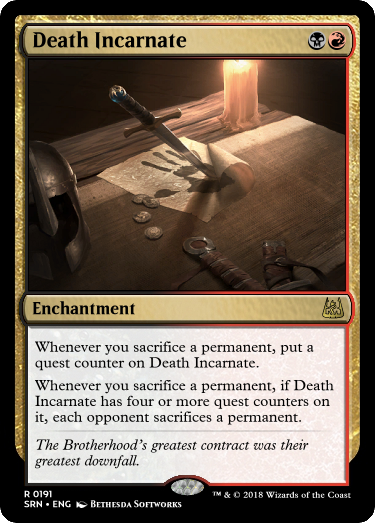 Death Incarnate
Enchantment
Whenever you sacrifice a permanent, put a
quest counter on Death Incarnate.
Whenever you sacrifice a permanent, if Death
Incarnate has four or more quest counters on
it, each opponent sacrifices a permanent.
The Brotherhood's greatest contract was their
greatest downfall.
R 0191
SRN • ENG Bethesda Softworks
™ & © 2018 Wizards of the Coast